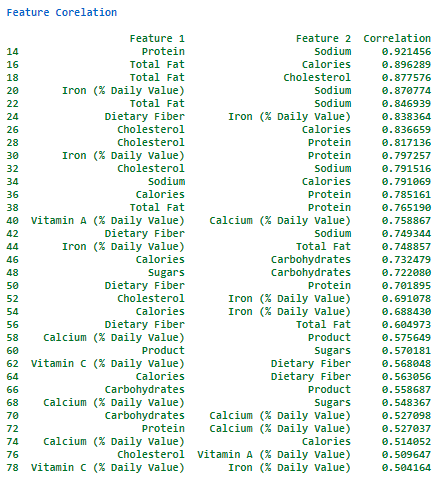 Feature Corelation
Feature 1 Feature 2 Correlation
14 Protein Sodium 0.921456
16 Total Fat Calories 0.896289
18 Total Fat Cholesterol 0.877576
20 Iron (% Daily Value) Sodium 0.870774
22 Total Fat Sodium 0.846939
24 Dietary Fiber Iron (% Daily Value) 0.838364
26 Cholesterol Calories 0.836659
28 Cholesterol Protein 0.817136
30 Iron (% Daily Value) Protein 0.797257
32 Cholesterol Sodium 0.791516
34 Sodium Calories 0.791069
36 Calories Protein 0.785161
38 Total Fat Protein 0.765190
40 Vitamin A (% Daily Value) Calcium (% Daily Value) 0.758867
42 Dietary Fiber Sodium 0.749344
44 Iron (% Daily Value) Total Fat 0.748857
46 Calories Carbohydrates 0.732479
48 Sugars Carbohydrates 0.722080
50 Dietary Fiber Protein 0.701895
52 Cholesterol Iron (% Daily Value) 0.691078
54 Calories Iron (% Daily Value) 0.688430
56 Dietary Fiber Total Fat 0.604973
58 Calcium (% Daily Value) Product 0.575649
60 Product Sugars 0.570181
62 Vitamin C (% Daily Value) Dietary Fiber 0.568048
64 Calories Dietary Fiber 0.563056
66 Carbohydrates Product 0.558687
68 Calcium (% Daily Value) Sugars 0.548367
70 Carbohydrates Calcium (% Daily Value) 0.527098
72 Protein Calcium (% Daily Value) 0.527037
74 Calcium (% Daily Value) Calories 0.514052
76 Cholesterol Vitamin A (% Daily Value) 0.509647
78 Vitamin C (% Daily Value) Iron (% Daily Value) 0.504164